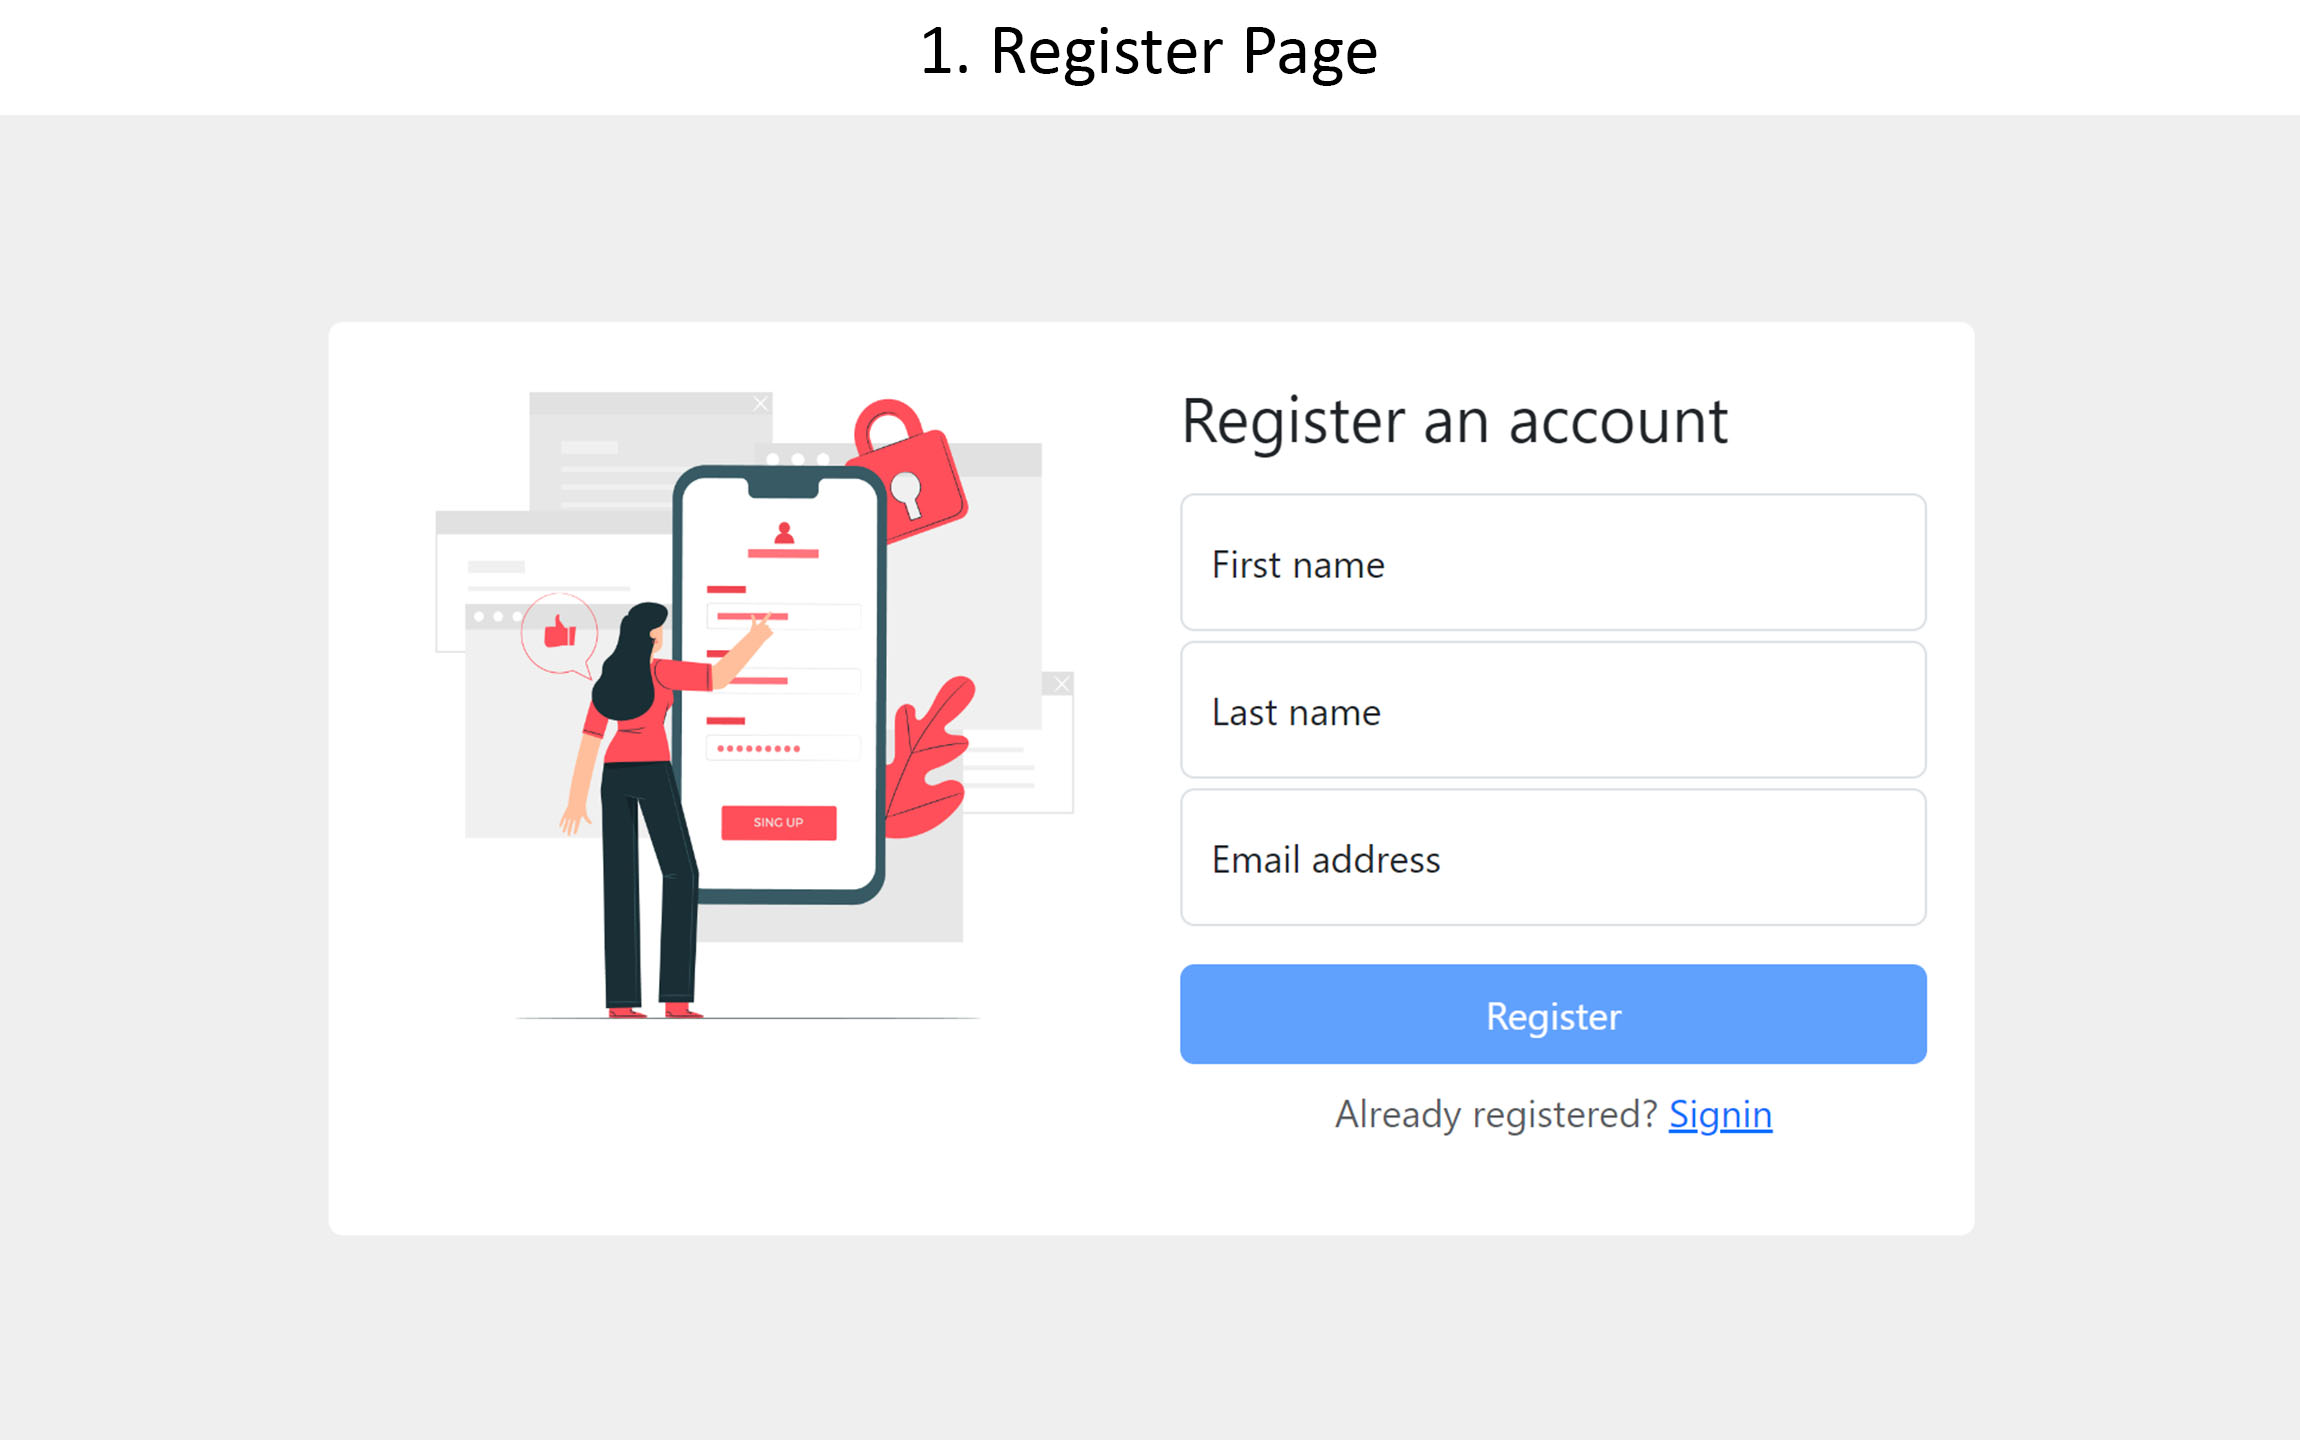 1. Register Page
Register an account
First name
Last name
Email address
Register
Already registered? Signin
SING UP